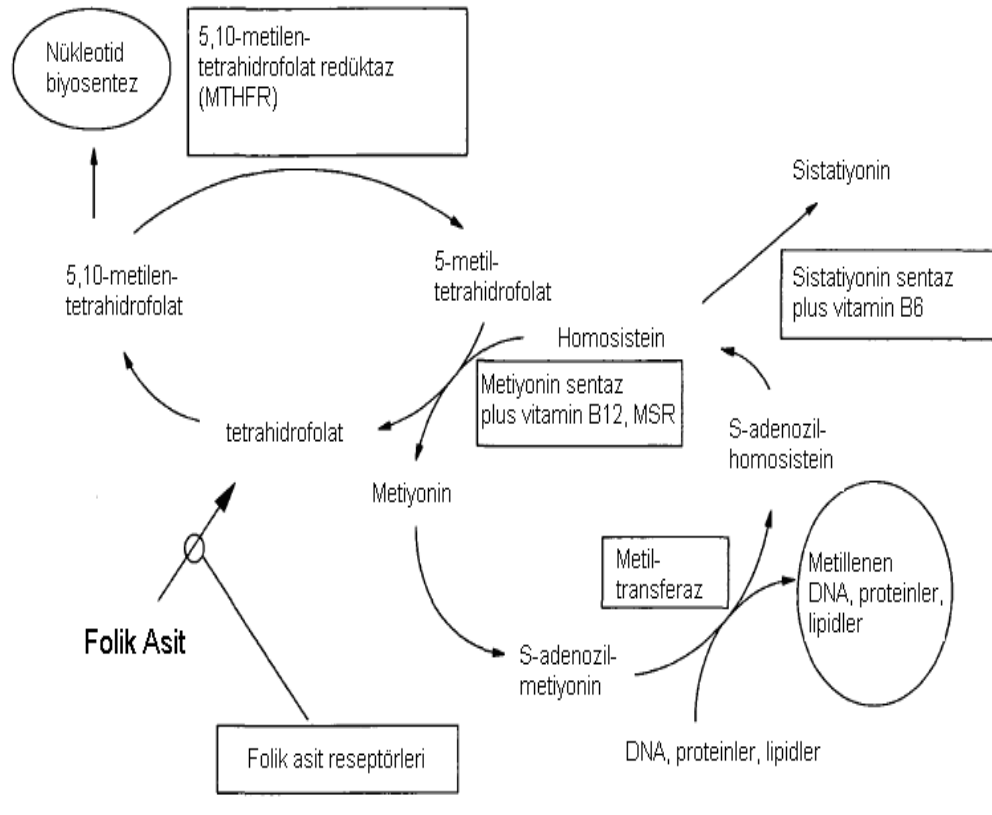 Nükleotid
biyosentez
5,10-metilen-
tetrahidrofolat redüktaz
(MTHFR)
Sistatiyonin
5,10-metilen-
tetrahidrofolat
5-metil-
tetrahidrofolat
Sistatiyonin sentaz
plus vitamin B6
Homosistein
Metiyonin sentaz
plus vitamin B12, MSR
tetrahidrofolat
S-adenozil-
homosistein
Metiyonin
Metil-
transferaz
Metillenen
DNA, proteinler,
lipidler
Folik Asit
S-adenozil-
metiyonin
Folik asit reseptörleri
DNA, proteinler, lipidler